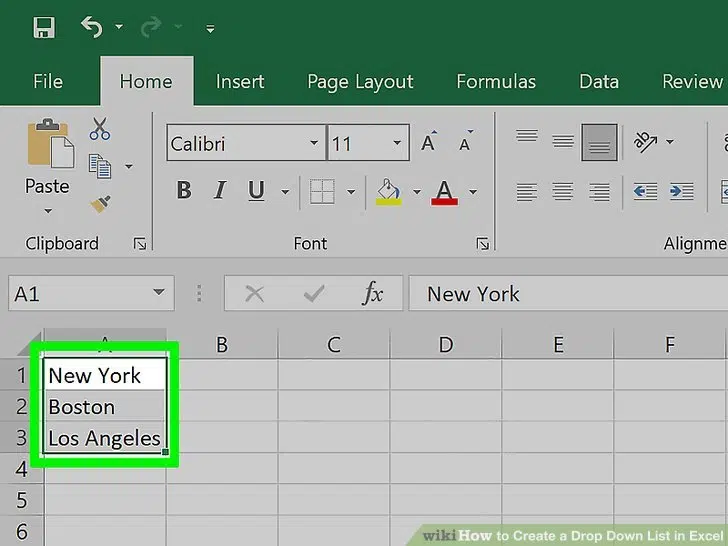 File Home Insert Page Layout Formulas Data Review
Paste
Calibri 11 A A
B I U A
Clipboard Font Alignme
A1 fx New York
A B C D E F
1 New York
2 Boston
3 Los Angeles
4
5
6
wikiHow to Create a Drop Down List in Excel